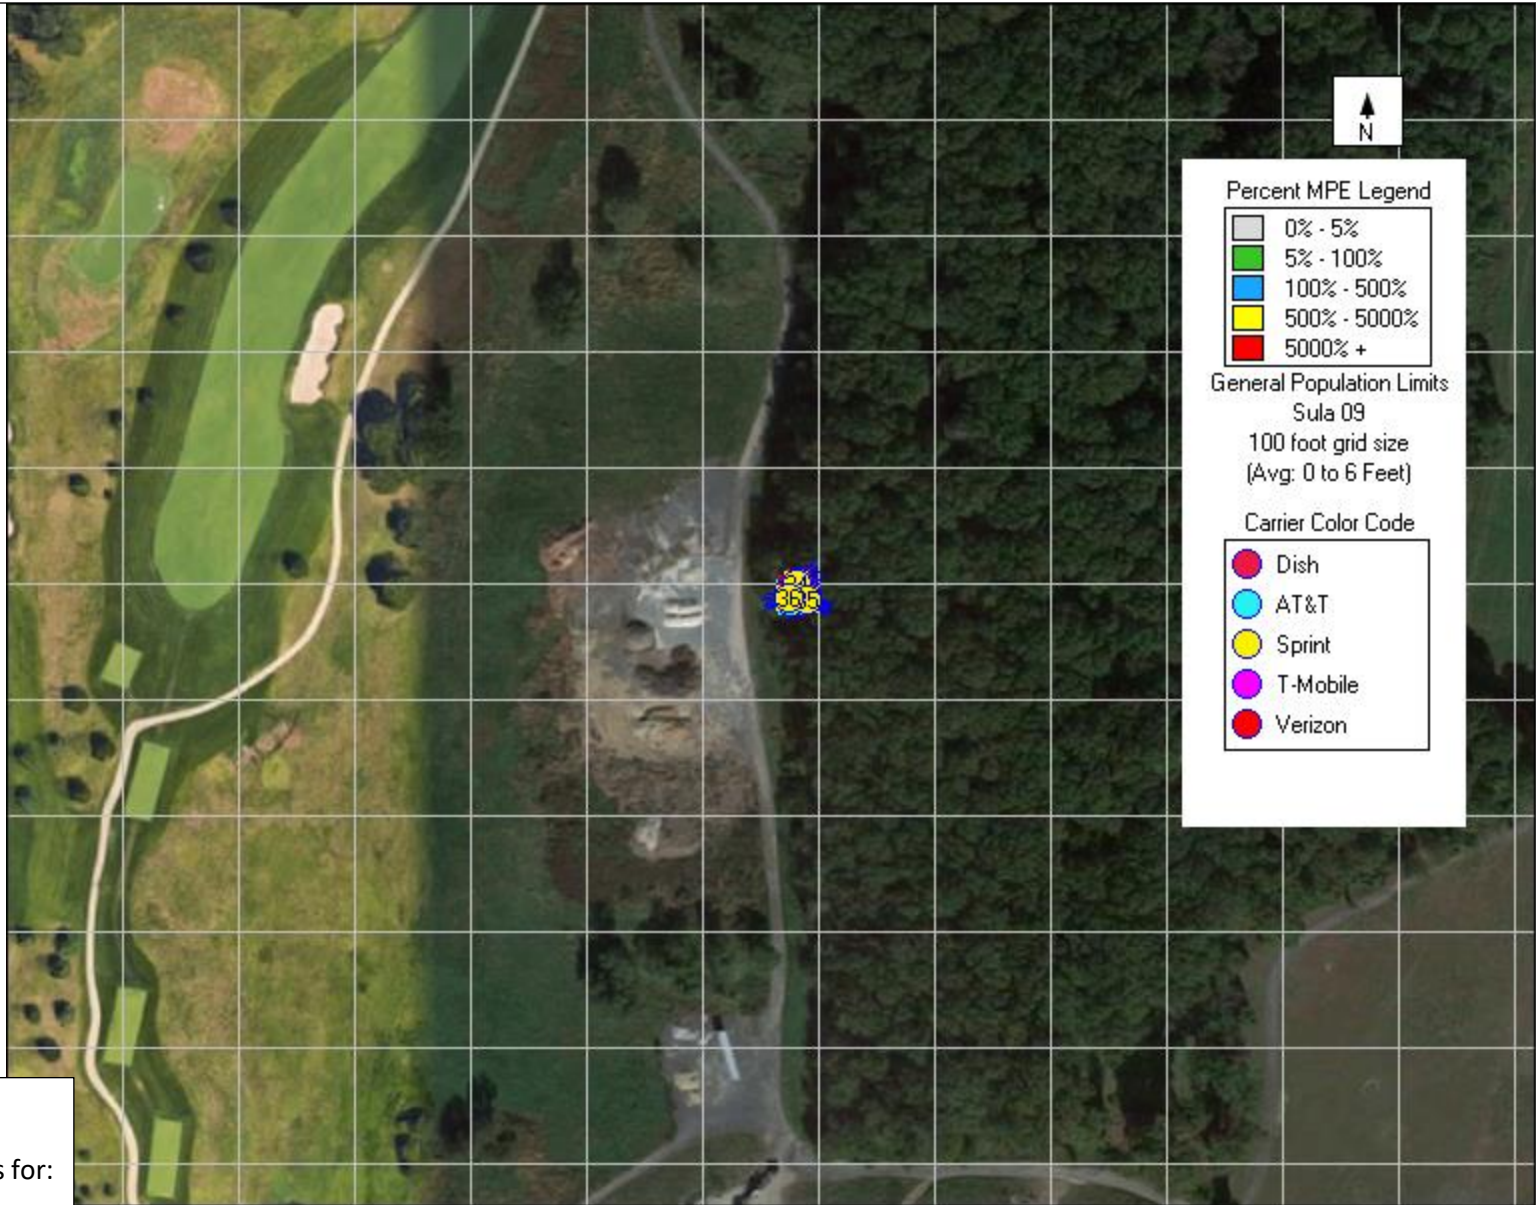 N
Percent MPE Legend
0% - 5%
5% - 100%
100% - 500%
500% - 5000%
5000% +
General Population Limits
Sula 09
100 foot grid size
(Avg: 0 to 6 Feet)
Carrier Color Code
Dish
AT&T
Sprint
T-Mobile
Verizon
s for: